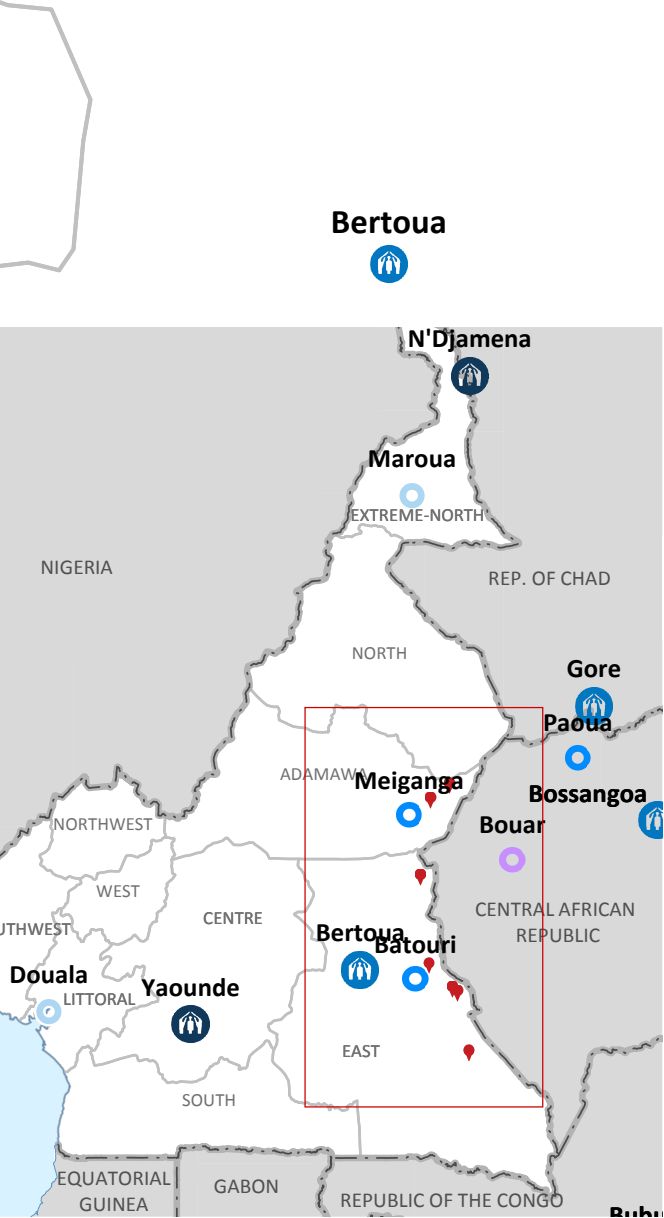 Bertoua
N'Djamena
Maroua
EXTREME-NORTH
NIGERIA
REP. OF CHAD
NORTH
Gore
Paoua
ADAMAWA
Meiganga
Bossangoa
Bouar
NORTHWEST
WEST
CENTRE
CENTRAL AFRICAN
REPUBLIC
UTHWEST
Bertoua
Batouri
Douala
LITTORAL
Yaounde
EAST
SOUTH
EQUATORIAL
GUINEA
GABON
REPUBLIC OF THE CONGO